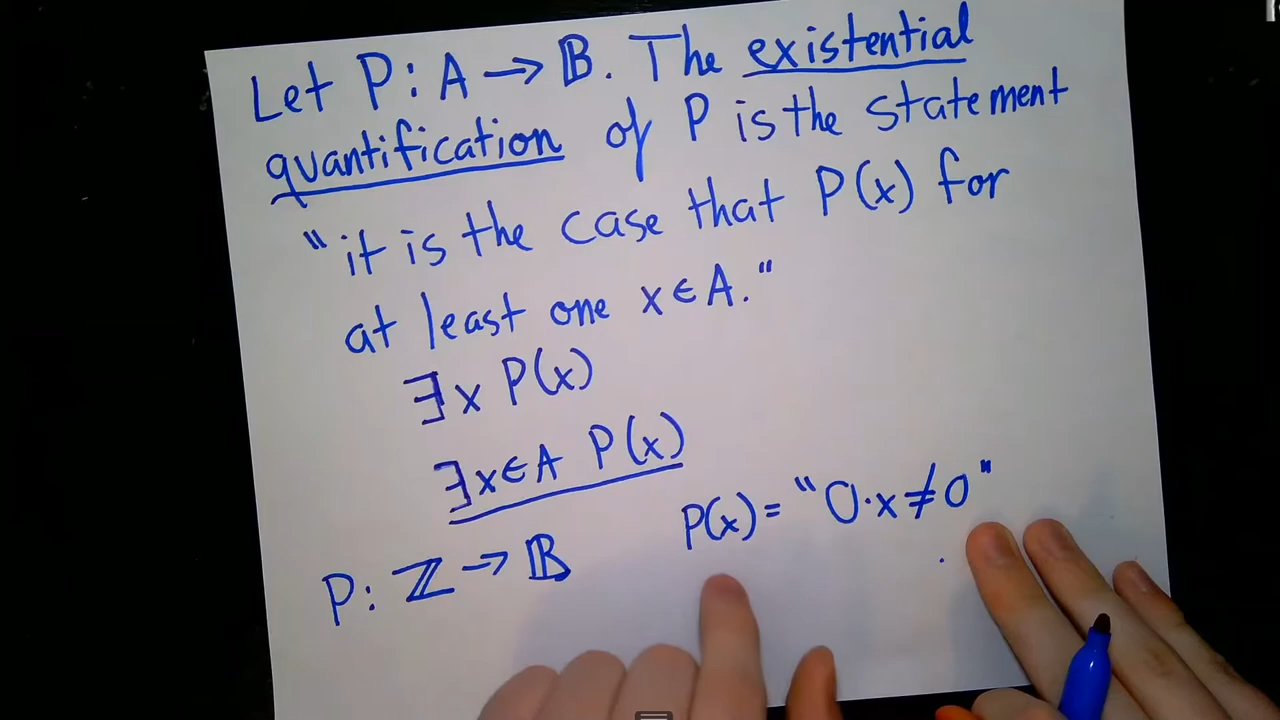 Let P: A → 𝔹. The existential
quantification of P is the statement
"it is the case that P(x) for
at least one x ∈ A."
∃x P(x)
∃x∈A P(x)
P(x) = "0·x≠0"
P: ℤ → 𝔹